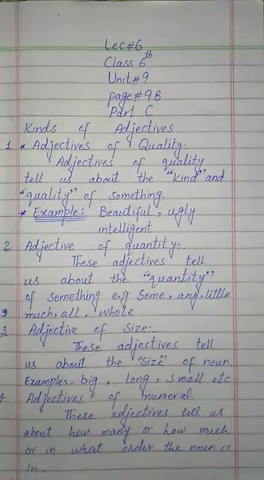 Lec#6
Class 6th
Unit#9
page#98
Part C
Kinds of Adjectives
1 * Adjectives of Quality.
Adjectives of quality
tell us about the "kind" and
"quality" of something.
* Examples: Beautiful, ugly
intelligent
2 Adjective of quantity.
These adjectives tell
us about the "quantity"
of something e.g Some, any, little
much, all, whole
3 Adjective of Size:-
These adjectives tell
us about the "size" of noun
Examples- big, long, small etc
4 Adjectives of numeral.
These adjectives tell us
about how many or how much
or in what order the noun is
in.